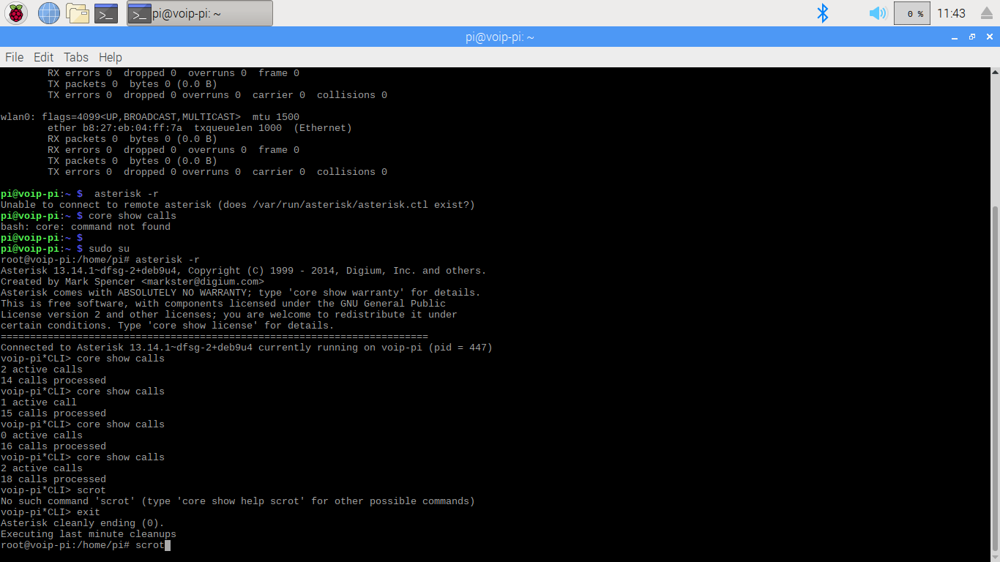 pi@voip-pi: ~
0 %
11:43
pi@voip-pi: ~
File Edit Tabs Help
        RX errors 0  dropped 0  overruns 0  frame 0
        TX packets 0  bytes 0 (0.0 B)
        TX errors 0  dropped 0 overruns 0  carrier 0  collisions 0
wlan0: flags=4099<UP,BROADCAST,MULTICAST>  mtu 1500
        ether b8:27:eb:04:ff:7a  txqueuelen 1000  (Ethernet)
        RX packets 0  bytes 0 (0.0 B)
        RX errors 0  dropped 0  overruns 0  frame 0
        TX packets 0  bytes 0 (0.0 B)
        TX errors 0  dropped 0 overruns 0  carrier 0  collisions 0
pi@voip-pi:~ $  asterisk -r
Unable to connect to remote asterisk (does /var/run/asterisk/asterisk.ctl exist?)
pi@voip-pi:~ $ core show calls
bash: core: command not found
pi@voip-pi:~ $
pi@voip-pi:~ $ sudo su
root@voip-pi:/home/pi# asterisk -r
Asterisk 13.14.1~dfsg-2+deb9u4, Copyright (C) 1999 - 2014, Digium, Inc. and others.
Created by Mark Spencer <markster@digium.com>
Asterisk comes with ABSOLUTELY NO WARRANTY; type 'core show warranty' for details.
This is free software, with components licensed under the GNU General Public
License version 2 and other licenses; you are welcome to redistribute it under
certain conditions. Type 'core show license' for details.
=========================================================================
Connected to Asterisk 13.14.1~dfsg-2+deb9u4 currently running on voip-pi (pid = 447)
voip-pi*CLI> core show calls
2 active calls
14 calls processed
voip-pi*CLI> core show calls
1 active call
15 calls processed
voip-pi*CLI> core show calls
0 active calls
16 calls processed
voip-pi*CLI> core show calls
2 active calls
18 calls processed
voip-pi*CLI> scrot
No such command 'scrot' (type 'core show help scrot' for other possible commands)
voip-pi*CLI> exit
Asterisk cleanly ending (0).
Executing last minute cleanups
root@voip-pi:/home/pi# scrot